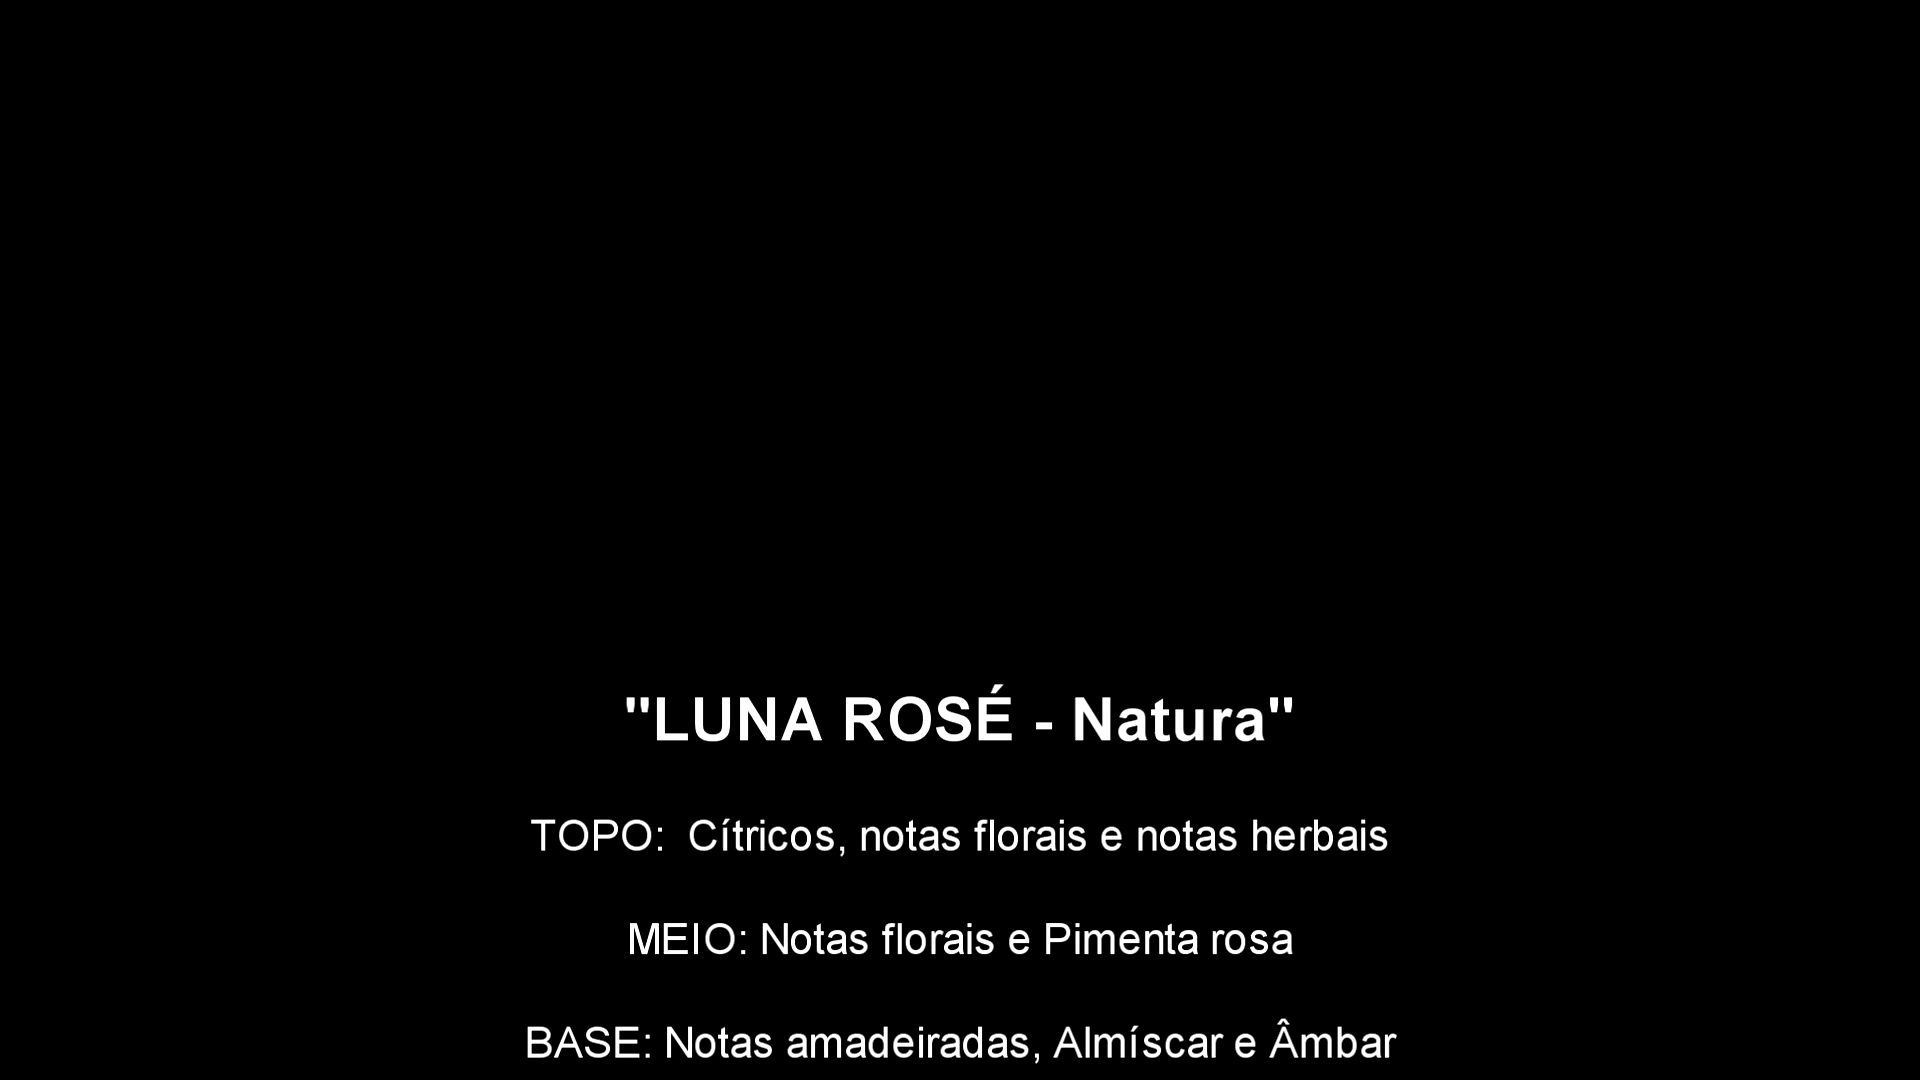 "LUNA ROSÉ - Natura"
TOPO:  Cítricos, notas florais e notas herbais
MEIO: Notas florais e Pimenta rosa
BASE: Notas amadeiradas, Almíscar e Âmbar